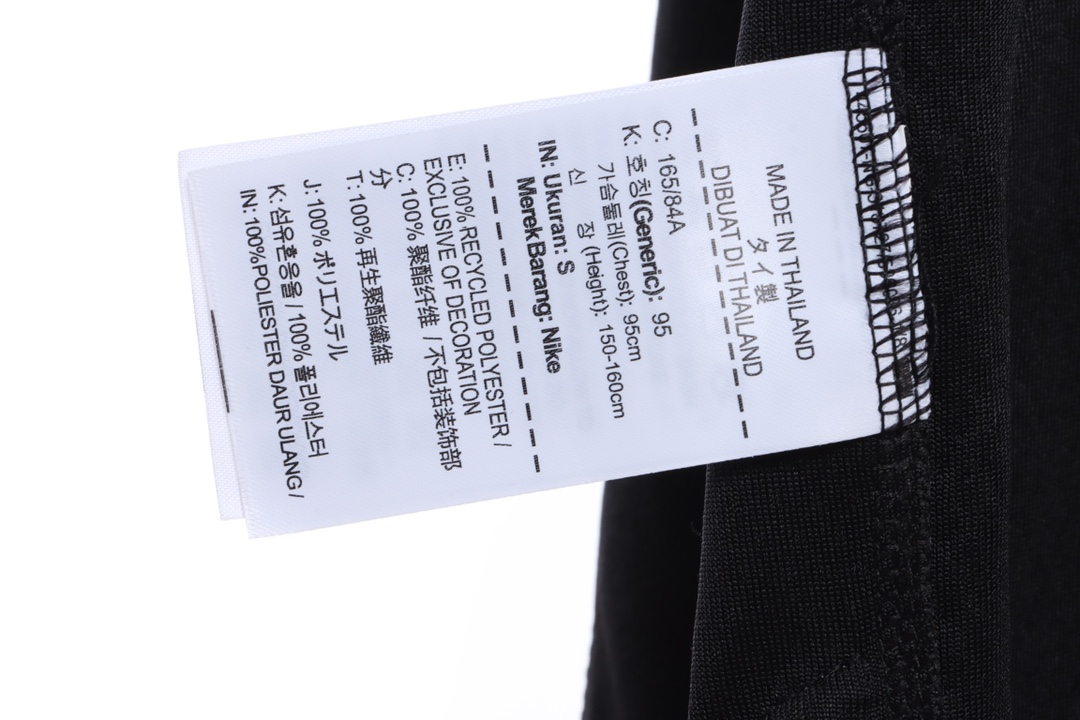 MADE IN THAILAND
タイ製
DIBUAT DI THAILAND
C: 165/84A
K: 호칭(Generic): 95
가슴둘레(Chest): 95cm
신 장 (Height): 150-160cm
IN: Ukuran: S
Merek Barang: Nike
E: 100% RECYCLED POLYESTER /
EXCLUSIVE OF DECORATION
C: 100% 聚酯纤维 / 不包括装饰部
分
T: 100% 再生聚酯纖維
J: 100% ポリエステル
K: 섬유혼용율 / 100% 폴리에스터
IN: 100%POLIESTER DAUR ULANG /